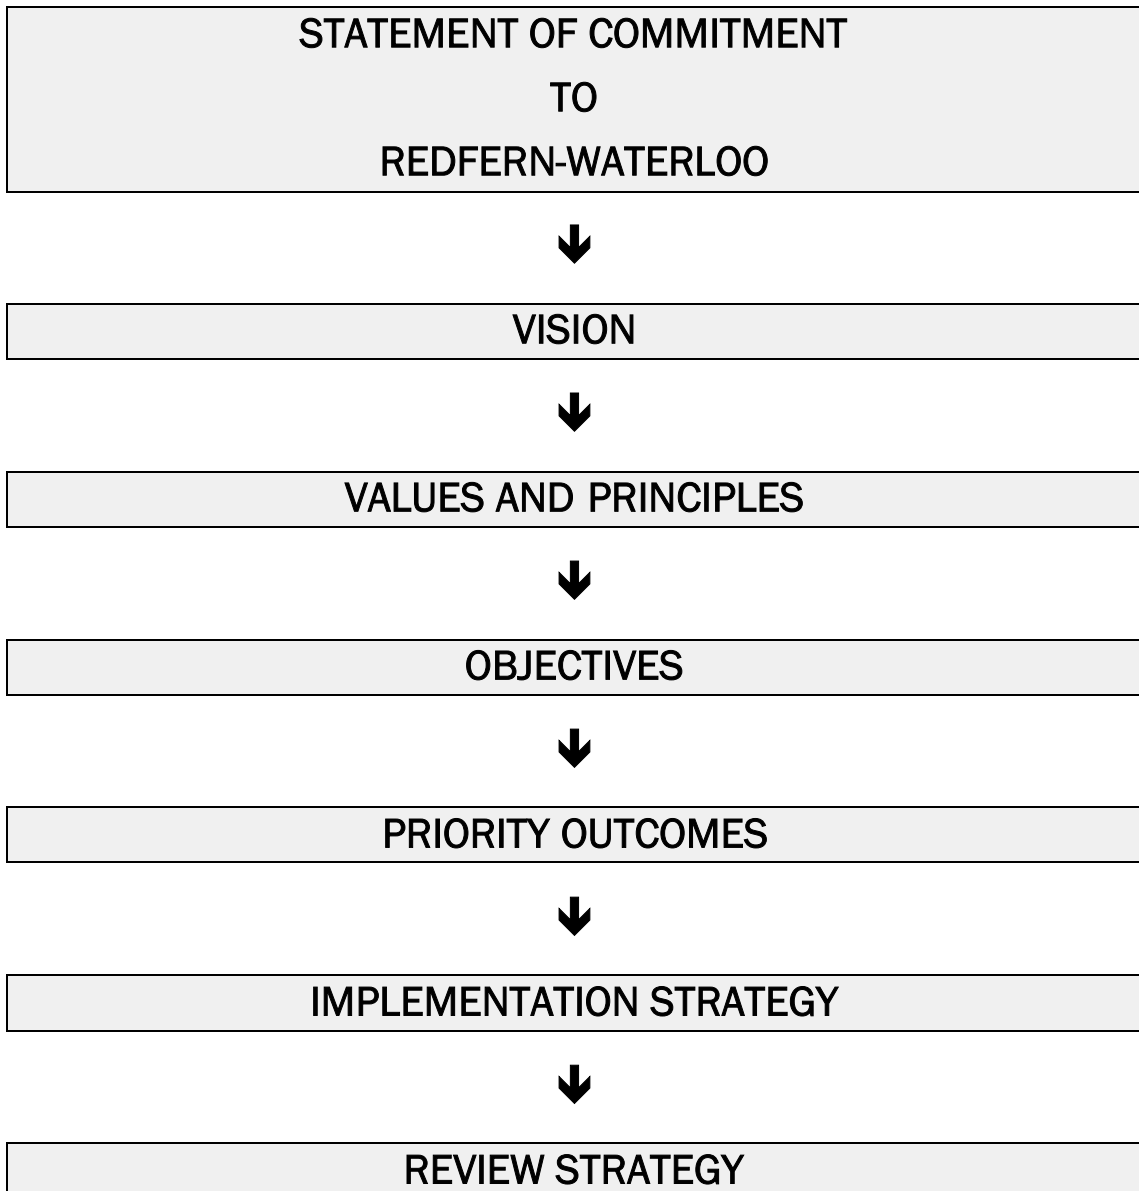 STATEMENT OF COMMITMENT
TO
REDFERN-WATERLOO
VISION
VALUES AND PRINCIPLES
OBJECTIVES
PRIORITY OUTCOMES
IMPLEMENTATION STRATEGY
REVIEW STRATEGY